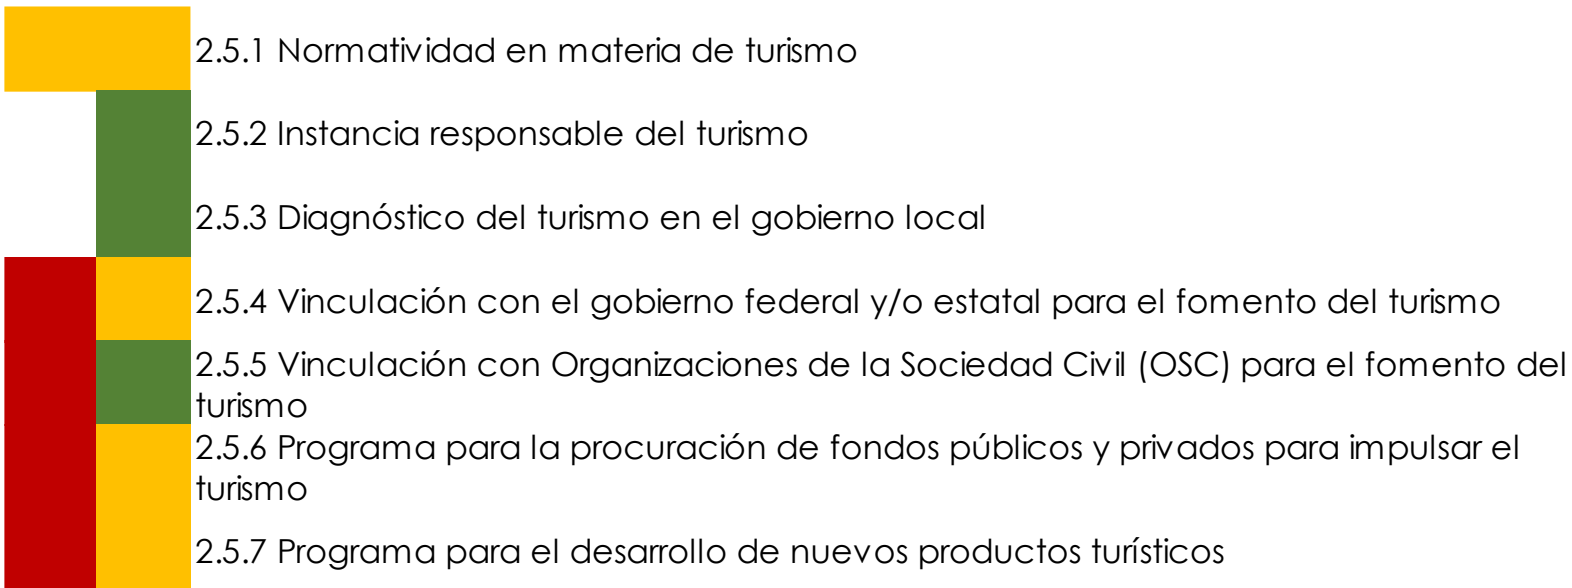 2.5.1 Normatividad en materia de turismo
2.5.2 Instancia responsable del turismo
2.5.3 Diagnóstico del turismo en el gobierno local
2.5.4 Vinculación con el gobierno federal y/o estatal para el fomento del turismo
2.5.5 Vinculación con Organizaciones de la Sociedad Civil (OSC) para el fomento del
turismo
2.5.6 Programa para la procuración de fondos públicos y privados para impulsar el
turismo
2.5.7 Programa para el desarrollo de nuevos productos turísticos